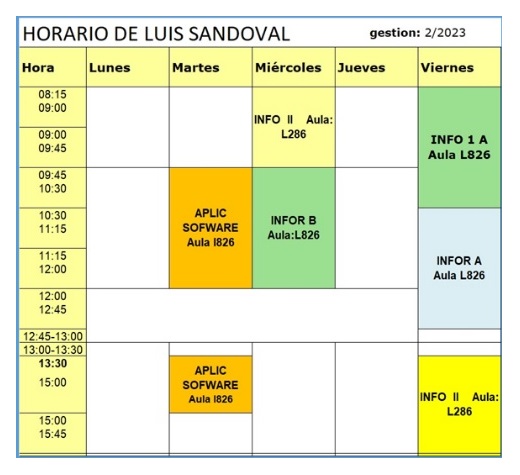 HORARIO DE LUIS SANDOVAL gestion: 2/2023
Hora Lunes Martes Miércoles Jueves Viernes
08:15
09:00
INFO II Aula:
L286
09:00
09:45
INFO 1 A
Aula L826
09:45
10:30
10:30
11:15
APLIC
SOFWARE
Aula I826
INFOR B
Aula:L826
11:15
12:00
INFOR A
Aula L826
12:00
12:45
12:45-13:00
13:00-13:30
13:30
15:00
APLIC
SOFWARE
Aula I826
INFO II Aula:
L286
15:00
15:45